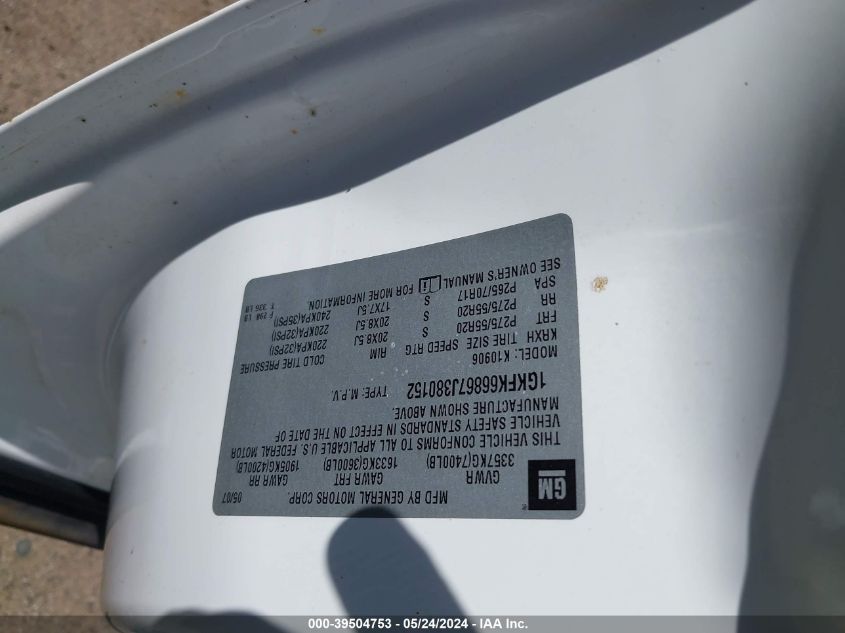 MFD BY GENERAL MOTORS CORP. 05/07
GM
®
GVWR GAWR FRT GAWR RR
3357KG(7400LB) 1633KG(3600LB) 1905KG(4200LB)
THIS VEHICLE CONFORMS TO ALL APPLICABLE U.S. FEDERAL MOTOR
VEHICLE SAFETY STANDARDS IN EFFECT ON THE DATE OF
MANUFACTURE SHOWN ABOVE.
1GKFK66867J380152 TYPE: M.P.V.
MODEL: K10906
KRXH TIRE SIZE SPEED RTG RIM COLD TIRE PRESSURE
FRT P275/55R20 S 20X8.5J 220KPA(32PSI)
RR P275/55R20 S 20X8.5J 220KPA(32PSI)
SPA P265/70R17 17X7.5J 240KPA(35PSI)
SEE OWNER'S MANUAL FOR MORE INFORMATION.
F 298 LB
T 336 LB
000-39504753 - 05/24/2024 - IAA Inc.